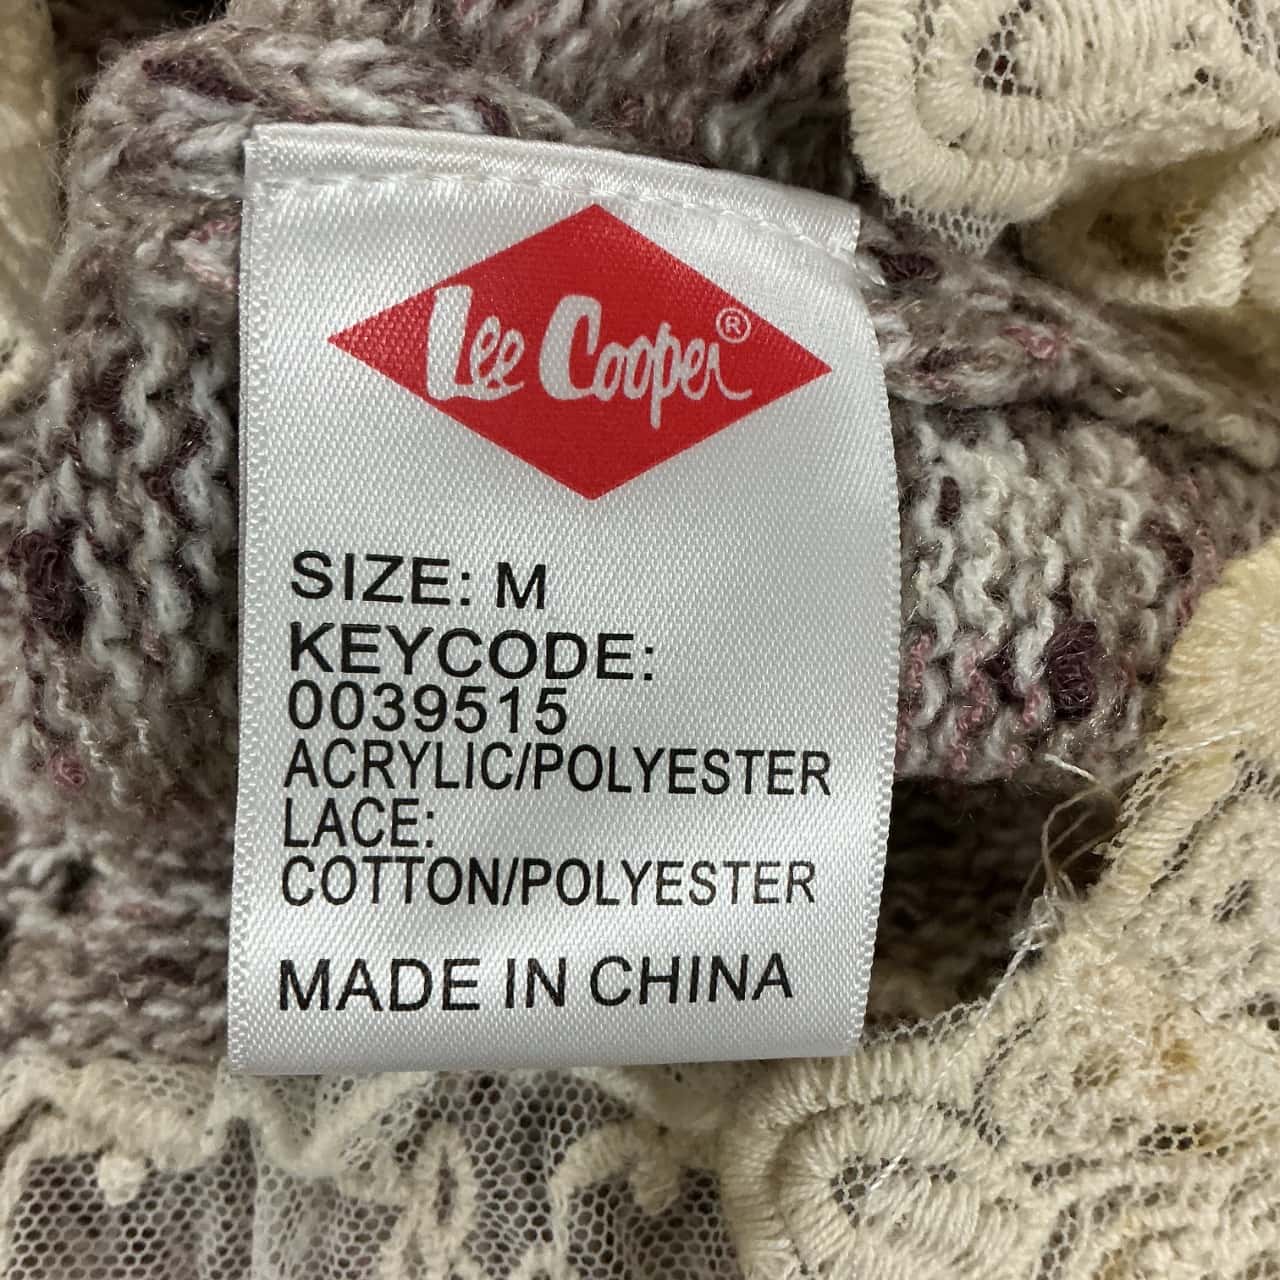 Lee Cooper®
SIZE: M
KEYCODE:
0039515
ACRYLIC/POLYESTER
LACE:
COTTON/POLYESTER
MADE IN CHINA